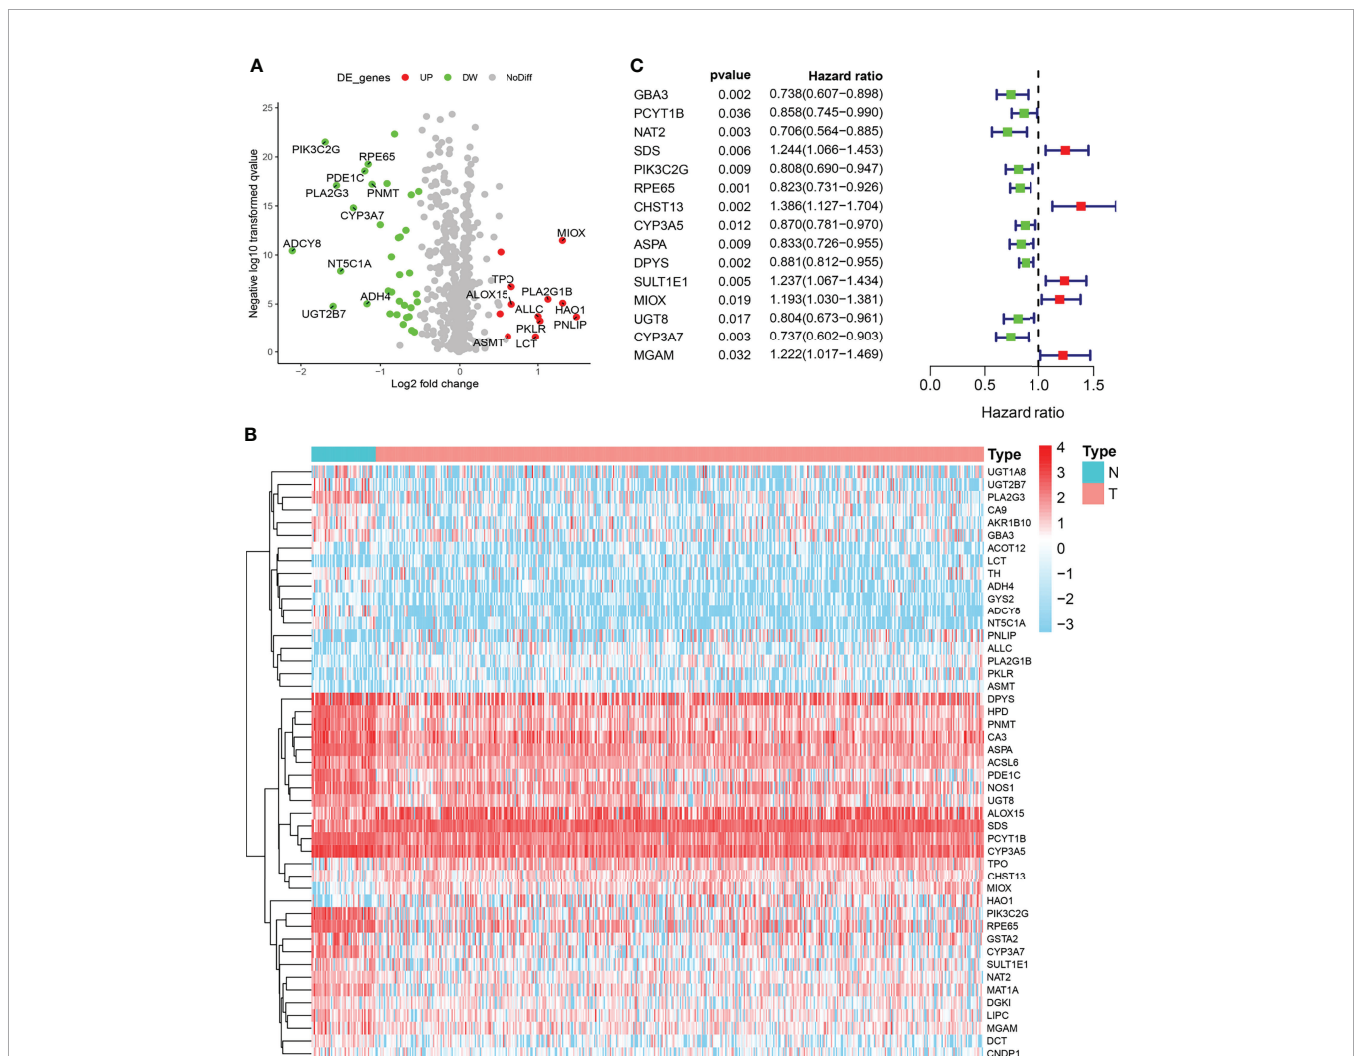 A
DE_genes UP DW NoDiff
Negative log10 transformed qvalue
25
20
15
10
5
0
PIK3C2G
RPE65
PDE1C
PLA2G3
PNMT
CYP3A7
ADCY8
NT5C1A
ADH4
UGT2B7
MIOX
TPO
ALOX15
PLA2G1B
ALLC
HAO1
PNLIP
PKLR
ASMT
LCT
−2 −1 0 1
Log2 fold change
C
pvalue Hazard ratio
GBA3 0.002 0.738(0.607−0.898)
PCYT1B 0.036 0.858(0.745−0.990)
NAT2 0.003 0.706(0.564−0.885)
SDS 0.006 1.244(1.066−1.453)
PIK3C2G 0.009 0.808(0.690−0.947)
RPE65 0.001 0.823(0.731−0.926)
CHST13 0.002 1.386(1.127−1.704)
CYP3A5 0.012 0.870(0.781−0.970)
ASPA 0.009 0.833(0.726−0.955)
DPYS 0.002 0.881(0.812−0.955)
SULT1E1 0.005 1.237(1.067−1.434)
MIOX 0.019 1.193(1.030−1.381)
UGT8 0.017 0.804(0.673−0.961)
CYP3A7 0.003 0.737(0.602−0.903)
MGAM 0.032 1.222(1.017−1.469)
0.0 0.5 1.0 1.5
Hazard ratio
B
Type
UGT1A8
UGT2B7
PLA2G3
CA9
AKR1B10
GBA3
ACOT12
LCT
TH
ADH4
GYS2
ADCY8
NT5C1A
PNLIP
ALLC
PLA2G1B
PKLR
ASMT
DPYS
HPD
PNMT
CA3
ASPA
ACSL6
PDE1C
NOS1
UGT8
ALOX15
SDS
PCYT1B
CYP3A5
TPO
CHST13
MIOX
HAO1
PIK3C2G
RPE65
GSTA2
CYP3A7
SULT1E1
NAT2
MAT1A
DGKI
LIPC
MGAM
DCT
CNDP1
4
3
2
1
0
−1
−2
−3
Type
N
T